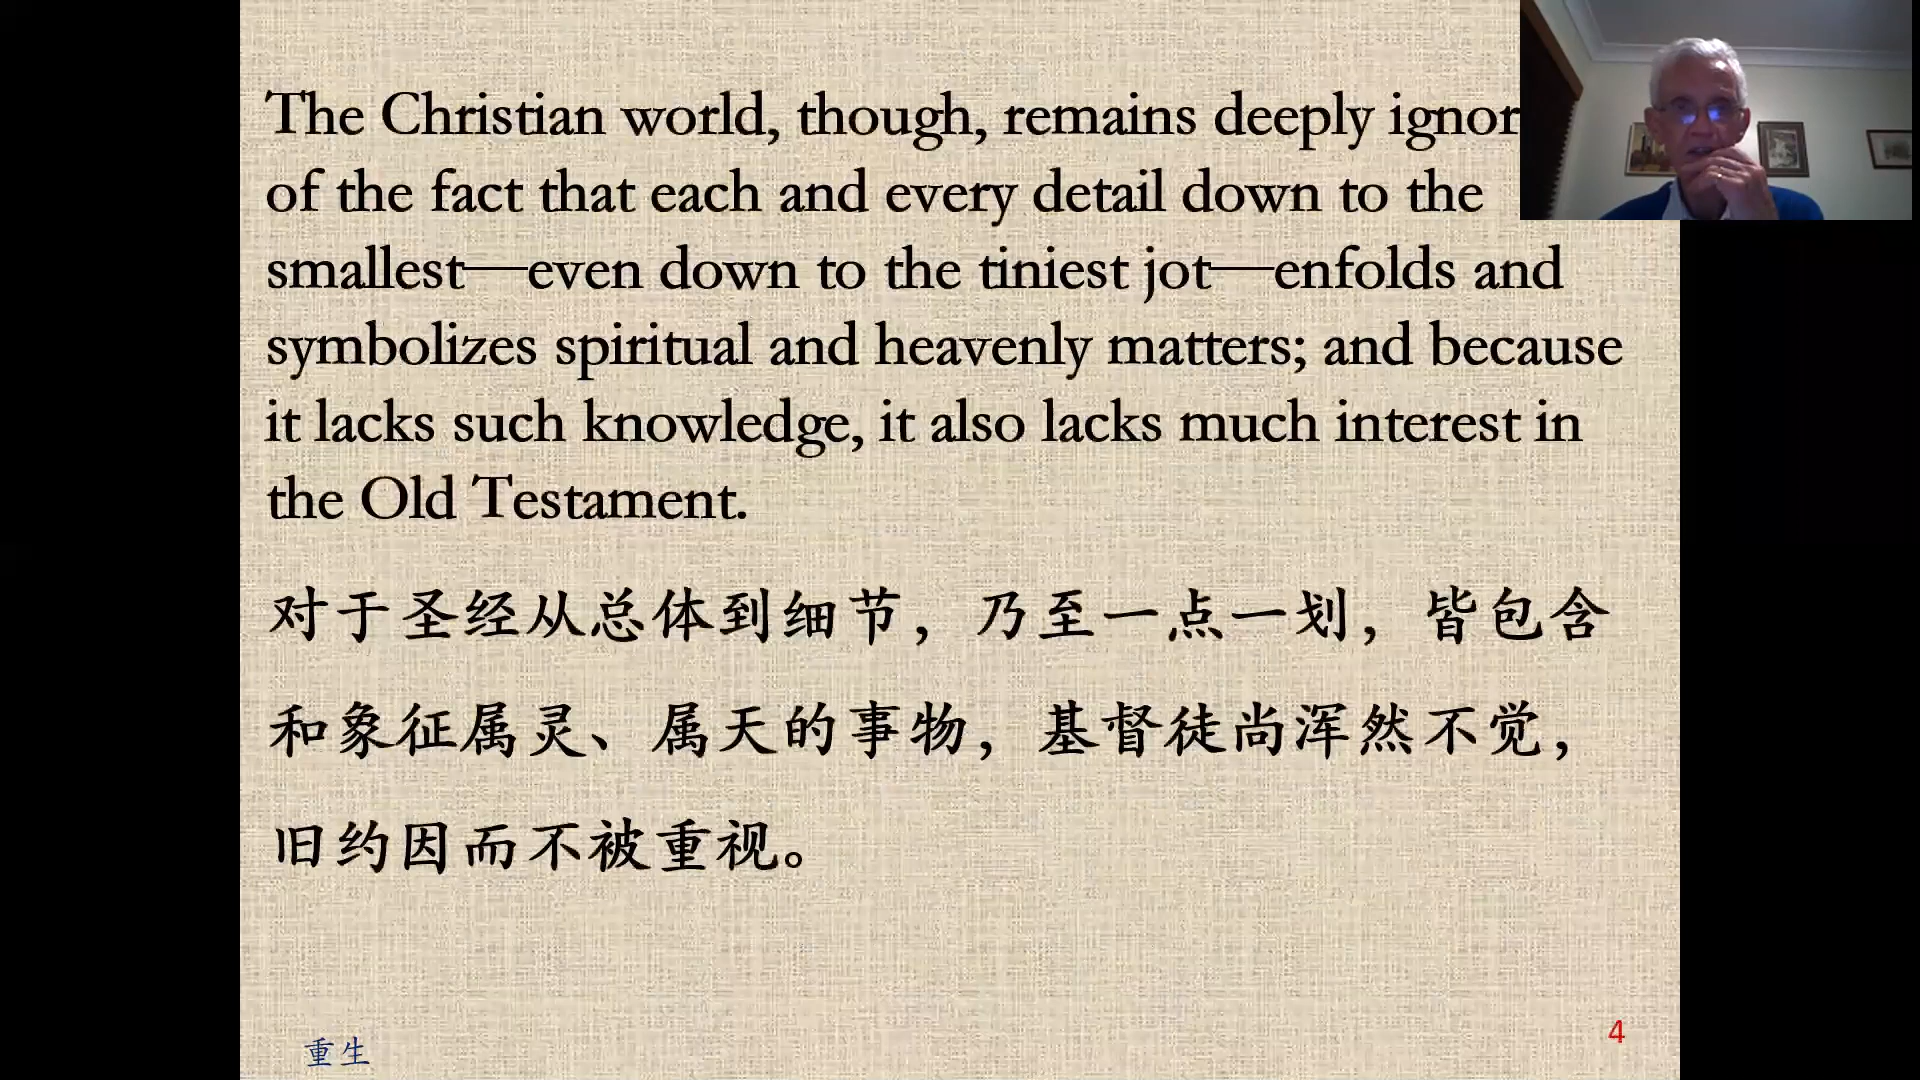 The Christian world, though, remains deeply ignor
of the fact that each and every detail down to the
smallest—even down to the tiniest jot—enfolds and
symbolizes spiritual and heavenly matters; and because
it lacks such knowledge, it also lacks much interest in
the Old Testament.
对于圣经从总体到细节，乃至一点一划，皆包含
和象征属灵、属天的事物，基督徒尚浑然不觉，
旧约因而不被重视。
重生
4